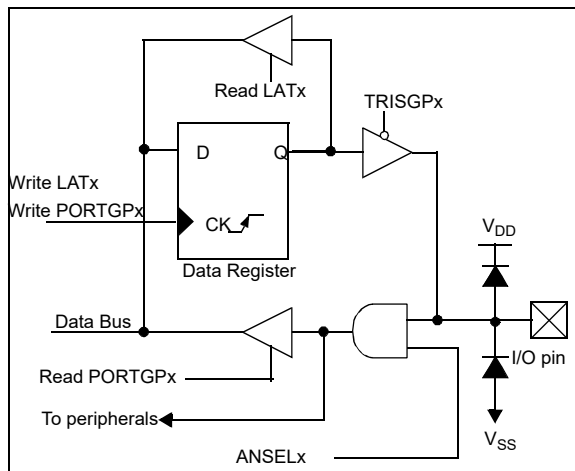 Read LATx
TRISGPx
D
Q
Write LATx
Write PORTGPx
CK
Data Register
VDD
Data Bus
I/O pin
Read PORTGPx
To peripherals
VSS
ANSELx